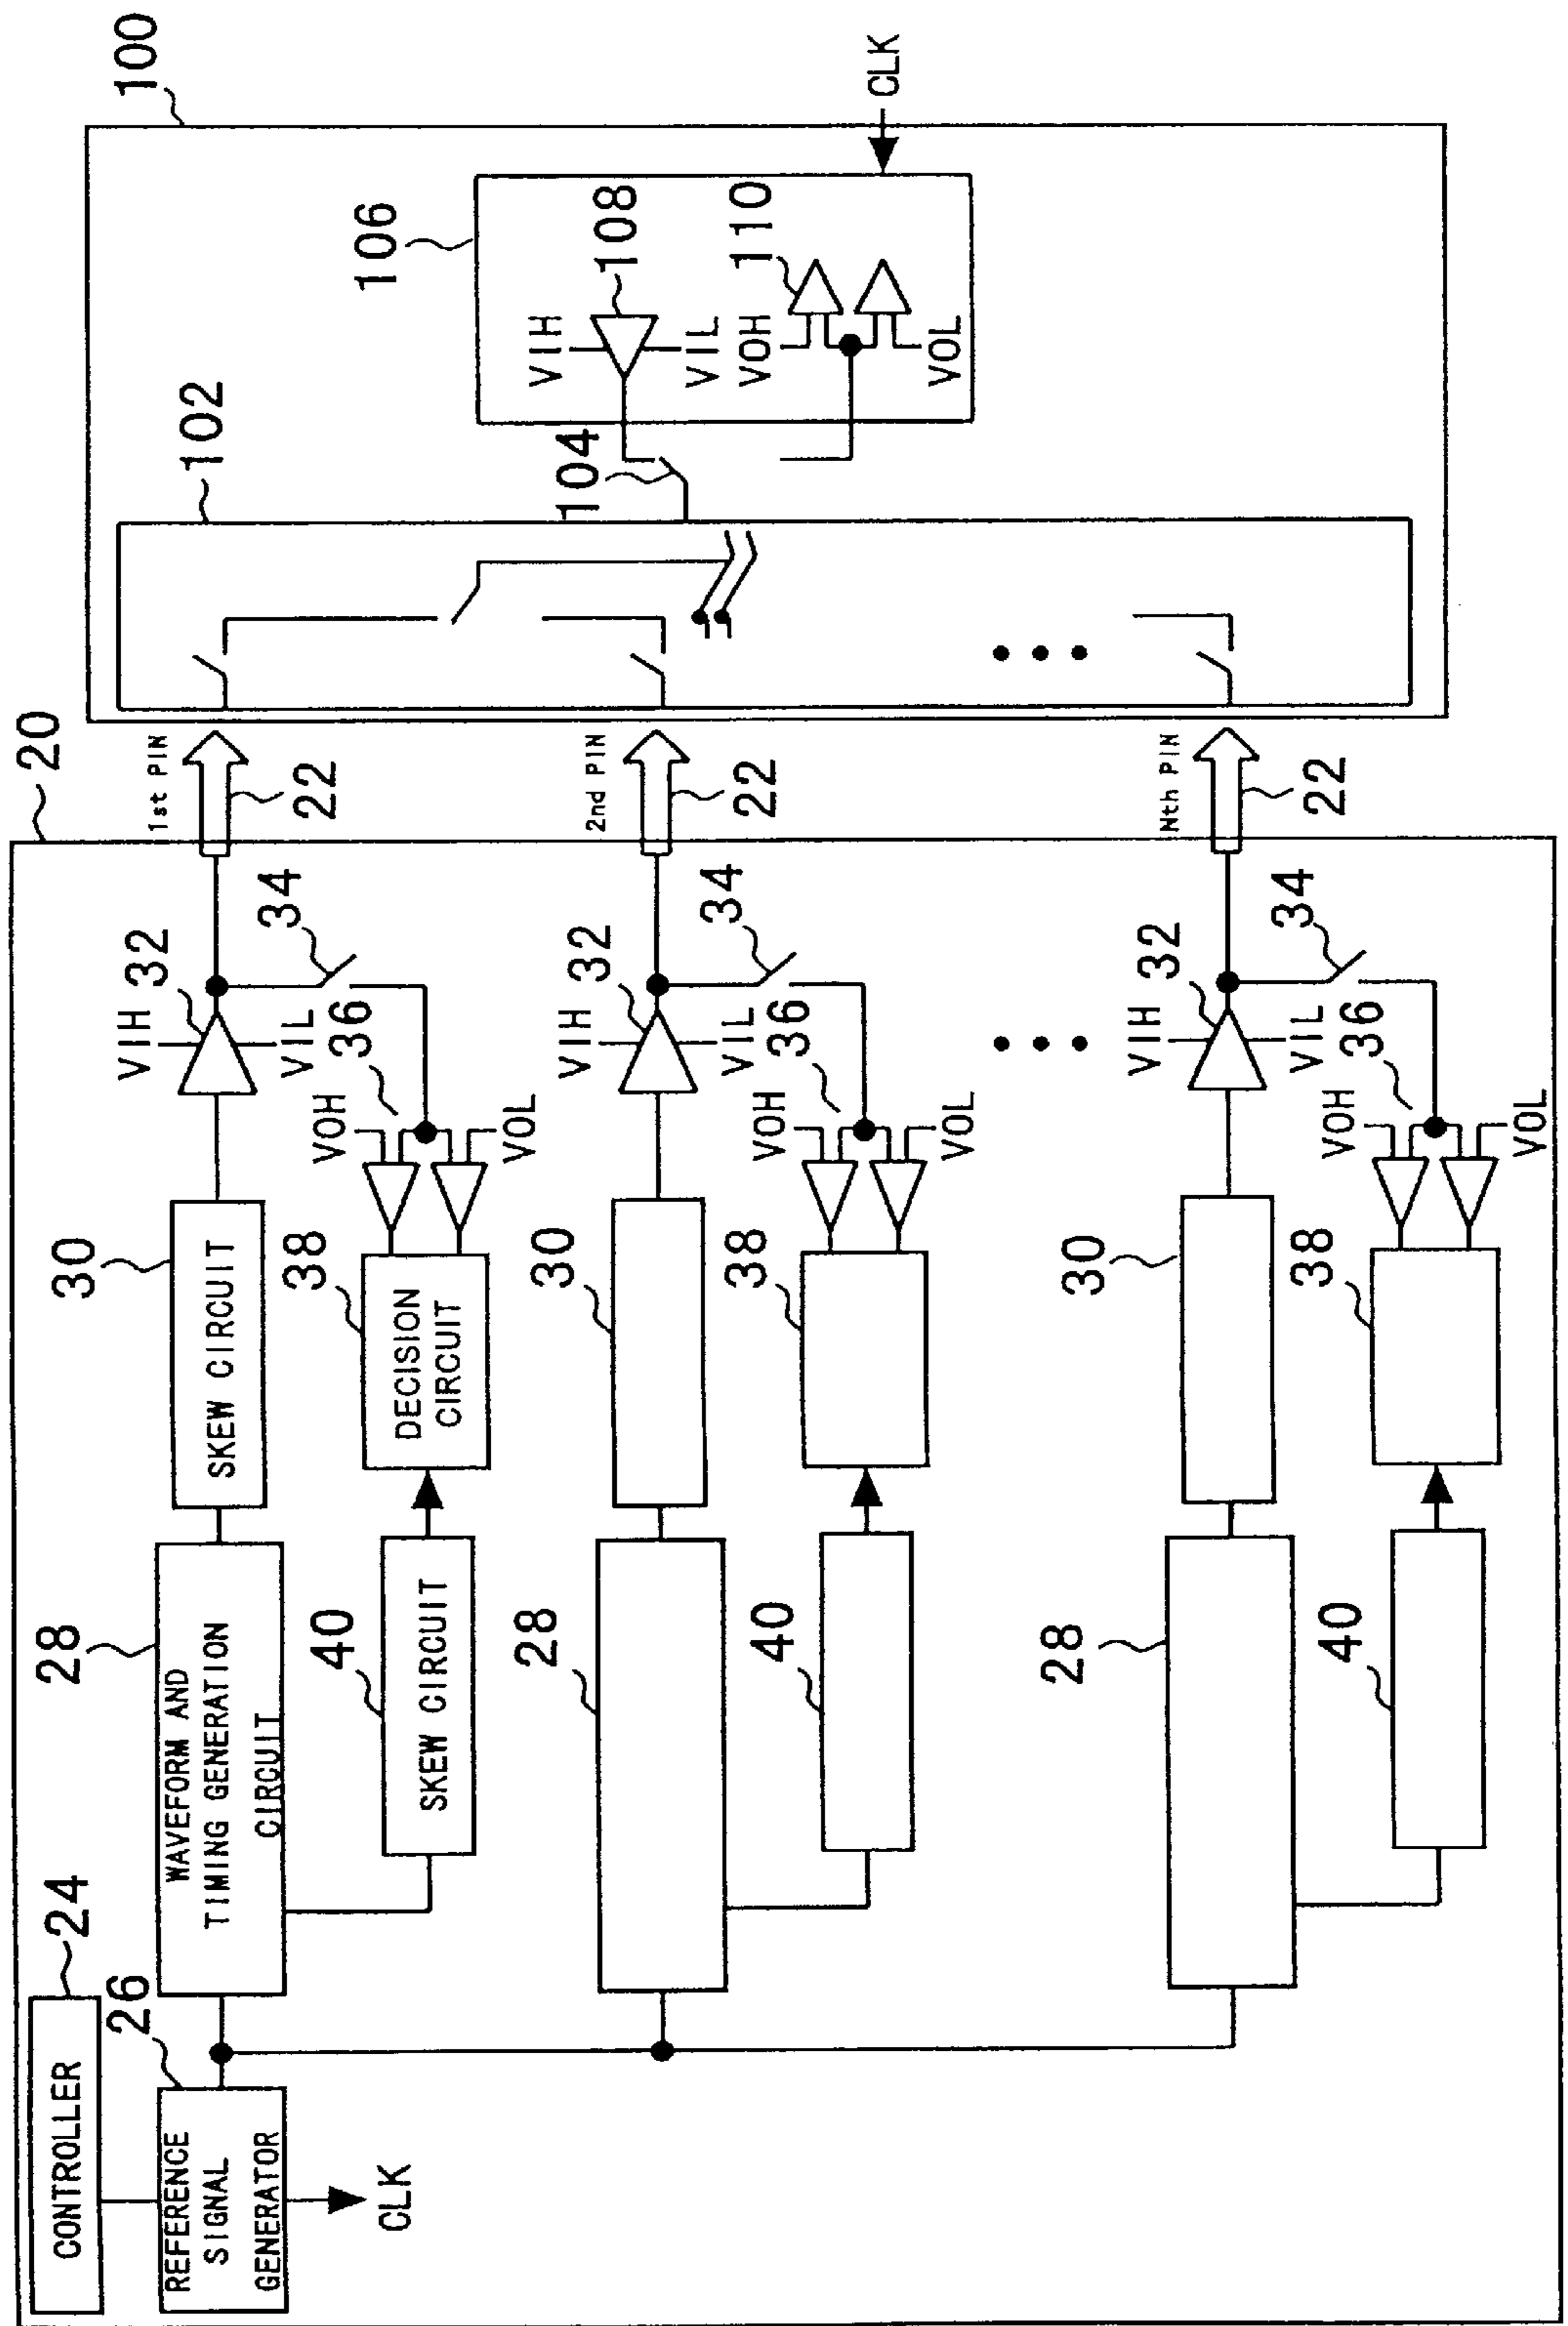 CONTROLLER
24
REFERENCE
SIGNAL
GENERATOR
26
CLK
28
WAVEFORM AND
TIMING GENERATION
CIRCUIT
30
SKEW CIRCUIT
VIH
32
VIL
34
40
SKEW CIRCUIT
38
DECISION
CIRCUIT
VOH
36
VOL
20
1st PIN
22
28
30
VIH
32
VIL
34
40
38
VOH
36
VOL
2nd PIN
22
28
30
VIH
32
VIL
34
40
38
VOH
36
VOL
Nth PIN
22
100
102
104
106
VIH
108
VIL
VOH
110
VOL
CLK